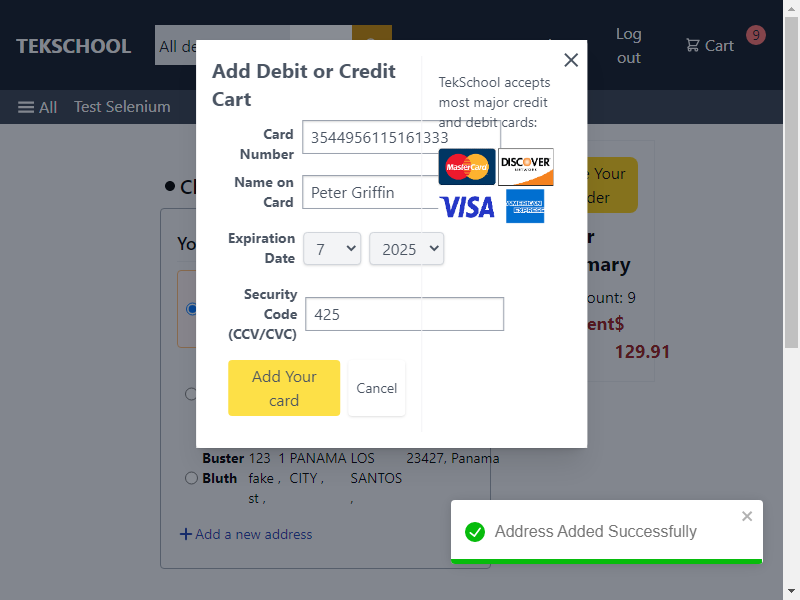 TEKSCHOOL
All de
Log out
Cart
9
All
Test Selenium
Add Debit or Credit Cart
TekSchool accepts most major credit and debit cards:
Card Number
3544956115161333
MasterCard
DISCOVER
NETWORK
VISA
AMERICAN EXPRESS
Name on Card
Peter Griffin
Expiration Date
7
2025
Security Code (CCV/CVC)
425
Add Your card
Cancel
C
Yo
e Your
der
r
mary
ount: 9
ent$
129.91
Buster Bluth
123 fake st ,
1 ,
PANAMA CITY ,
LOS SANTOS ,
23427, Panama
Add a new address
Address Added Successfully